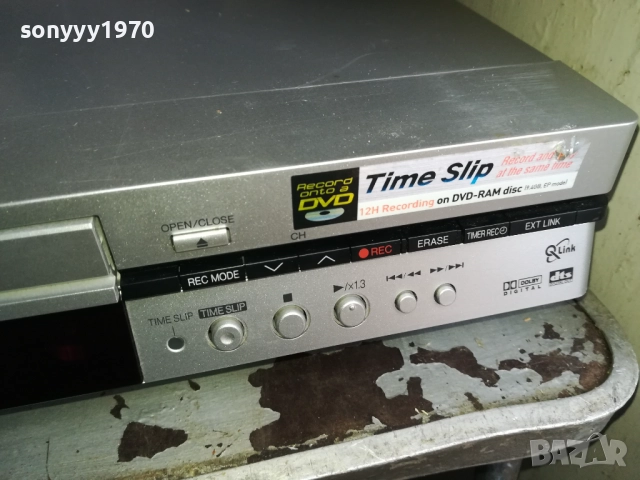 sonyyy1970
Record
onto a
DVD
Time Slip
Record and
at the same time
12H Recording on DVD-RAM disc
OPEN/CLOSE
CH
REC MODE
REC
ERASE
TIMER REC
EXT LINK
Q Link
TIME SLIP
TIME SLIP
►/x1.3
DOLBY
DIGITAL
dts
BAZAR